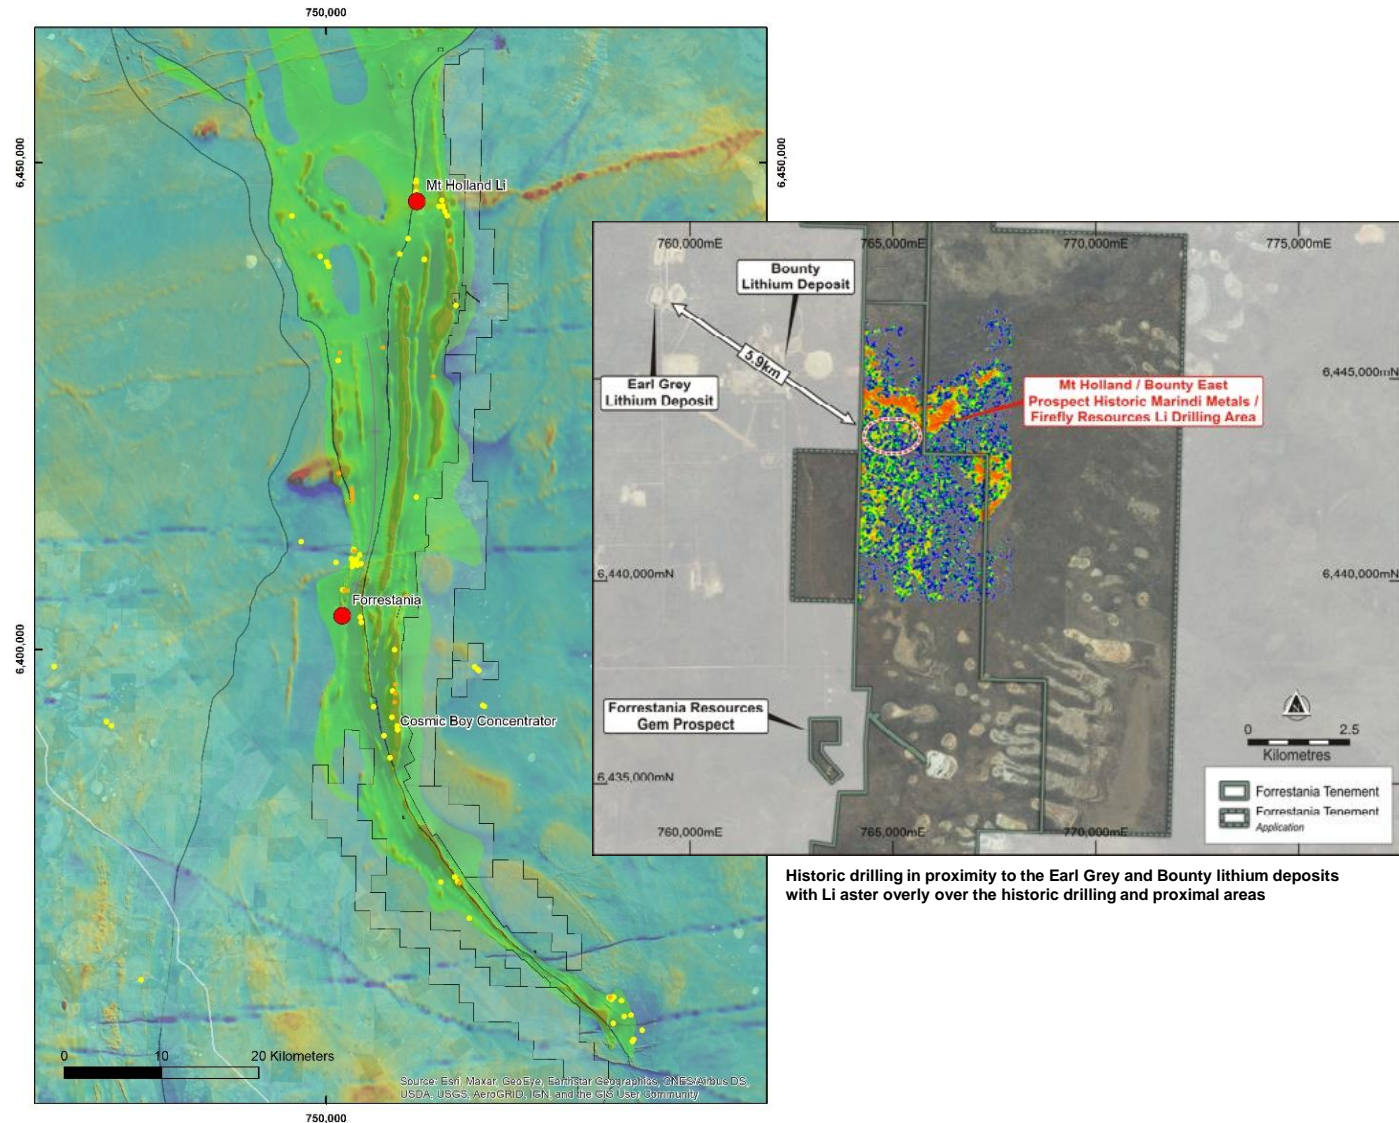 750,000
6,450,000
6,450,000
Mt Holland Li
Forrestania
6,400,000
Cosmic Boy Concentrator
0 10 20 Kilometers
Source: Esri, Maxar, GeoEye, Earthstar Geographics, CNES/Airbus DS,
USDA, USGS, AeroGRID, IGN, and the GIS User Community
750,000
760,000mE
765,000mE
770,000mE
775,000mE
Bounty
Lithium Deposit
5.9km
Earl Grey
Lithium Deposit
6,445,000mN
6,445,000mN
Mt Holland / Bounty East
Prospect Historic Marindi Metals /
Firefly Resources Li Drilling Area
6,440,000mN
6,440,000mN
Forrestania Resources
Gem Prospect
N
0 2.5
Kilometres
6,435,000mN
Forrestania Tenement
Forrestania Tenement
Application
760,000mE
765,000mE
770,000mE
Historic drilling in proximity to the Earl Grey and Bounty lithium deposits
with Li aster overly over the historic drilling and proximal areas